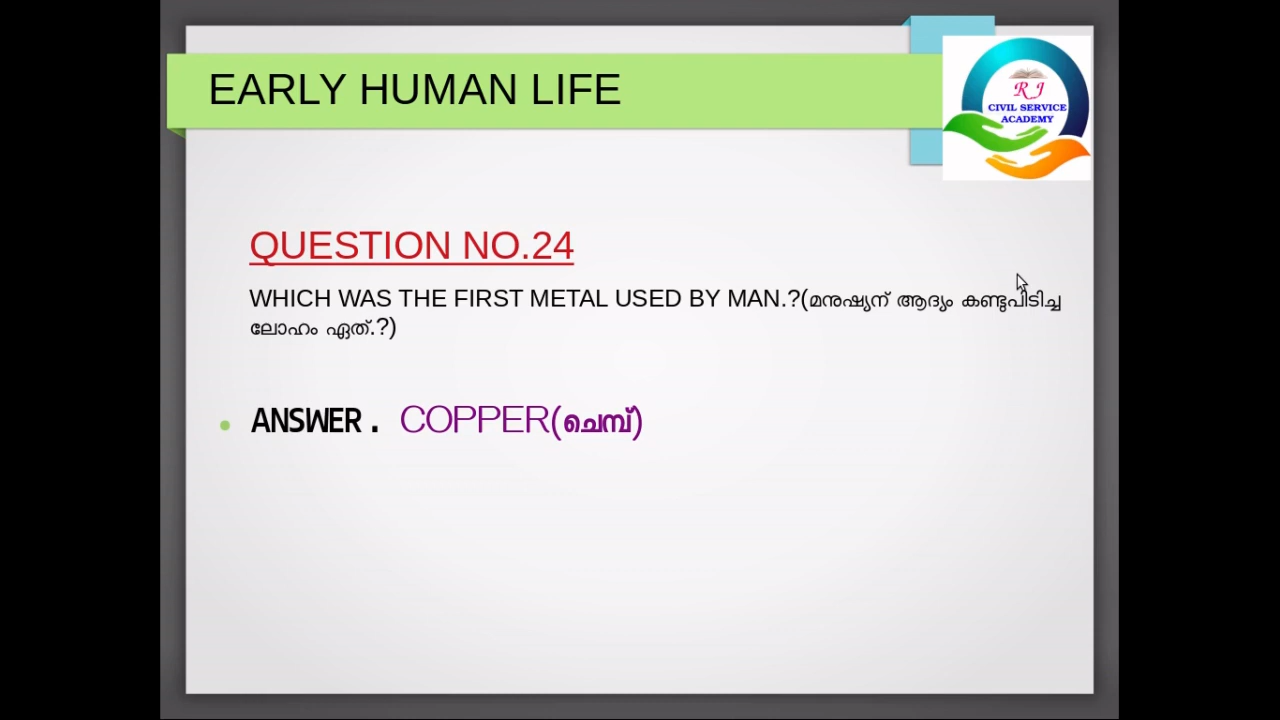 EARLY HUMAN LIFE
RJ
CIVIL SERVICE
ACADEMY
QUESTION NO.24
WHICH WAS THE FIRST METAL USED BY MAN.?(മനുഷ്യന് ആദ്യം കണ്ടുപിടിച്ച
ലോഹം ഏത്.?)
ANSWER. COPPER(ചെമ്പ്)